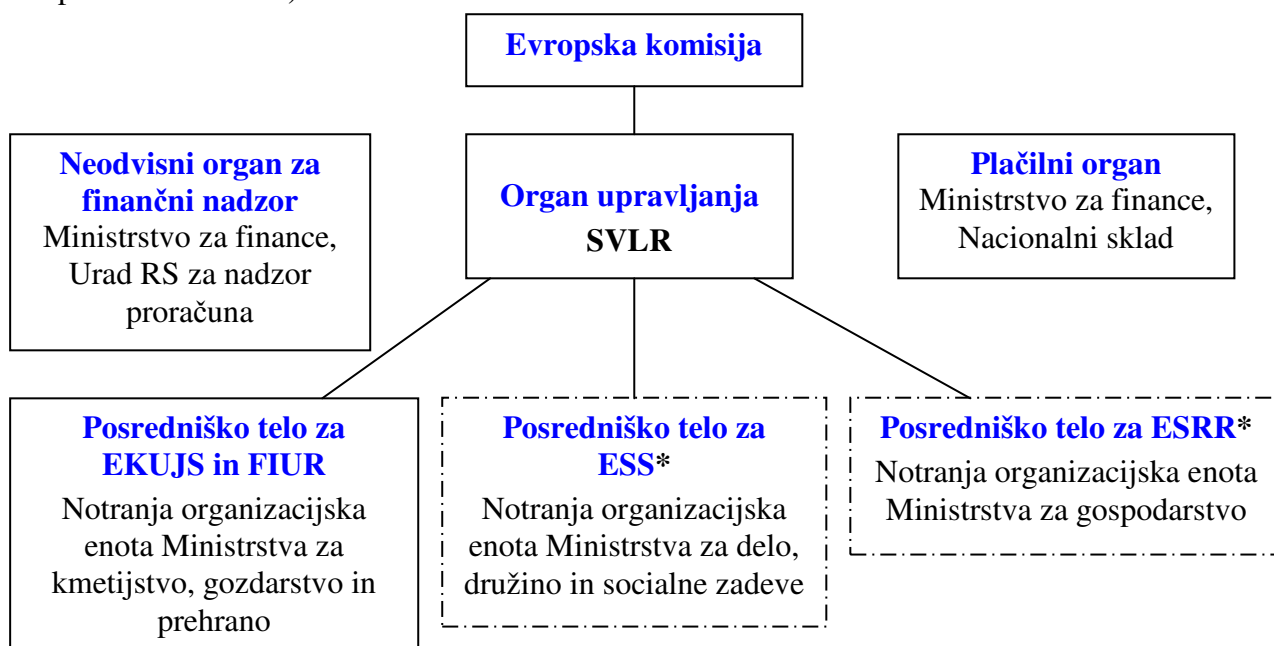 Evropska komisija
Neodvisni organ za
finančni nadzor
Ministrstvo za finance,
Urad RS za nadzor
proračuna
Organ upravljanja
SVLR
Plačilni organ
Ministrstvo za finance,
Nacionalni sklad
Posredniško telo za
EKUJS in FIUR
Notranja organizacijska
enota Ministrstva za
kmetijstvo, gozdarstvo in
prehrano
Posredniško telo za
ESS*
Notranja organizacijska
enota Ministrstva za delo,
družino in socialne zadeve
Posredniško telo za ESRR*
Notranja organizacijska enota
Ministrstva za gospodarstvo